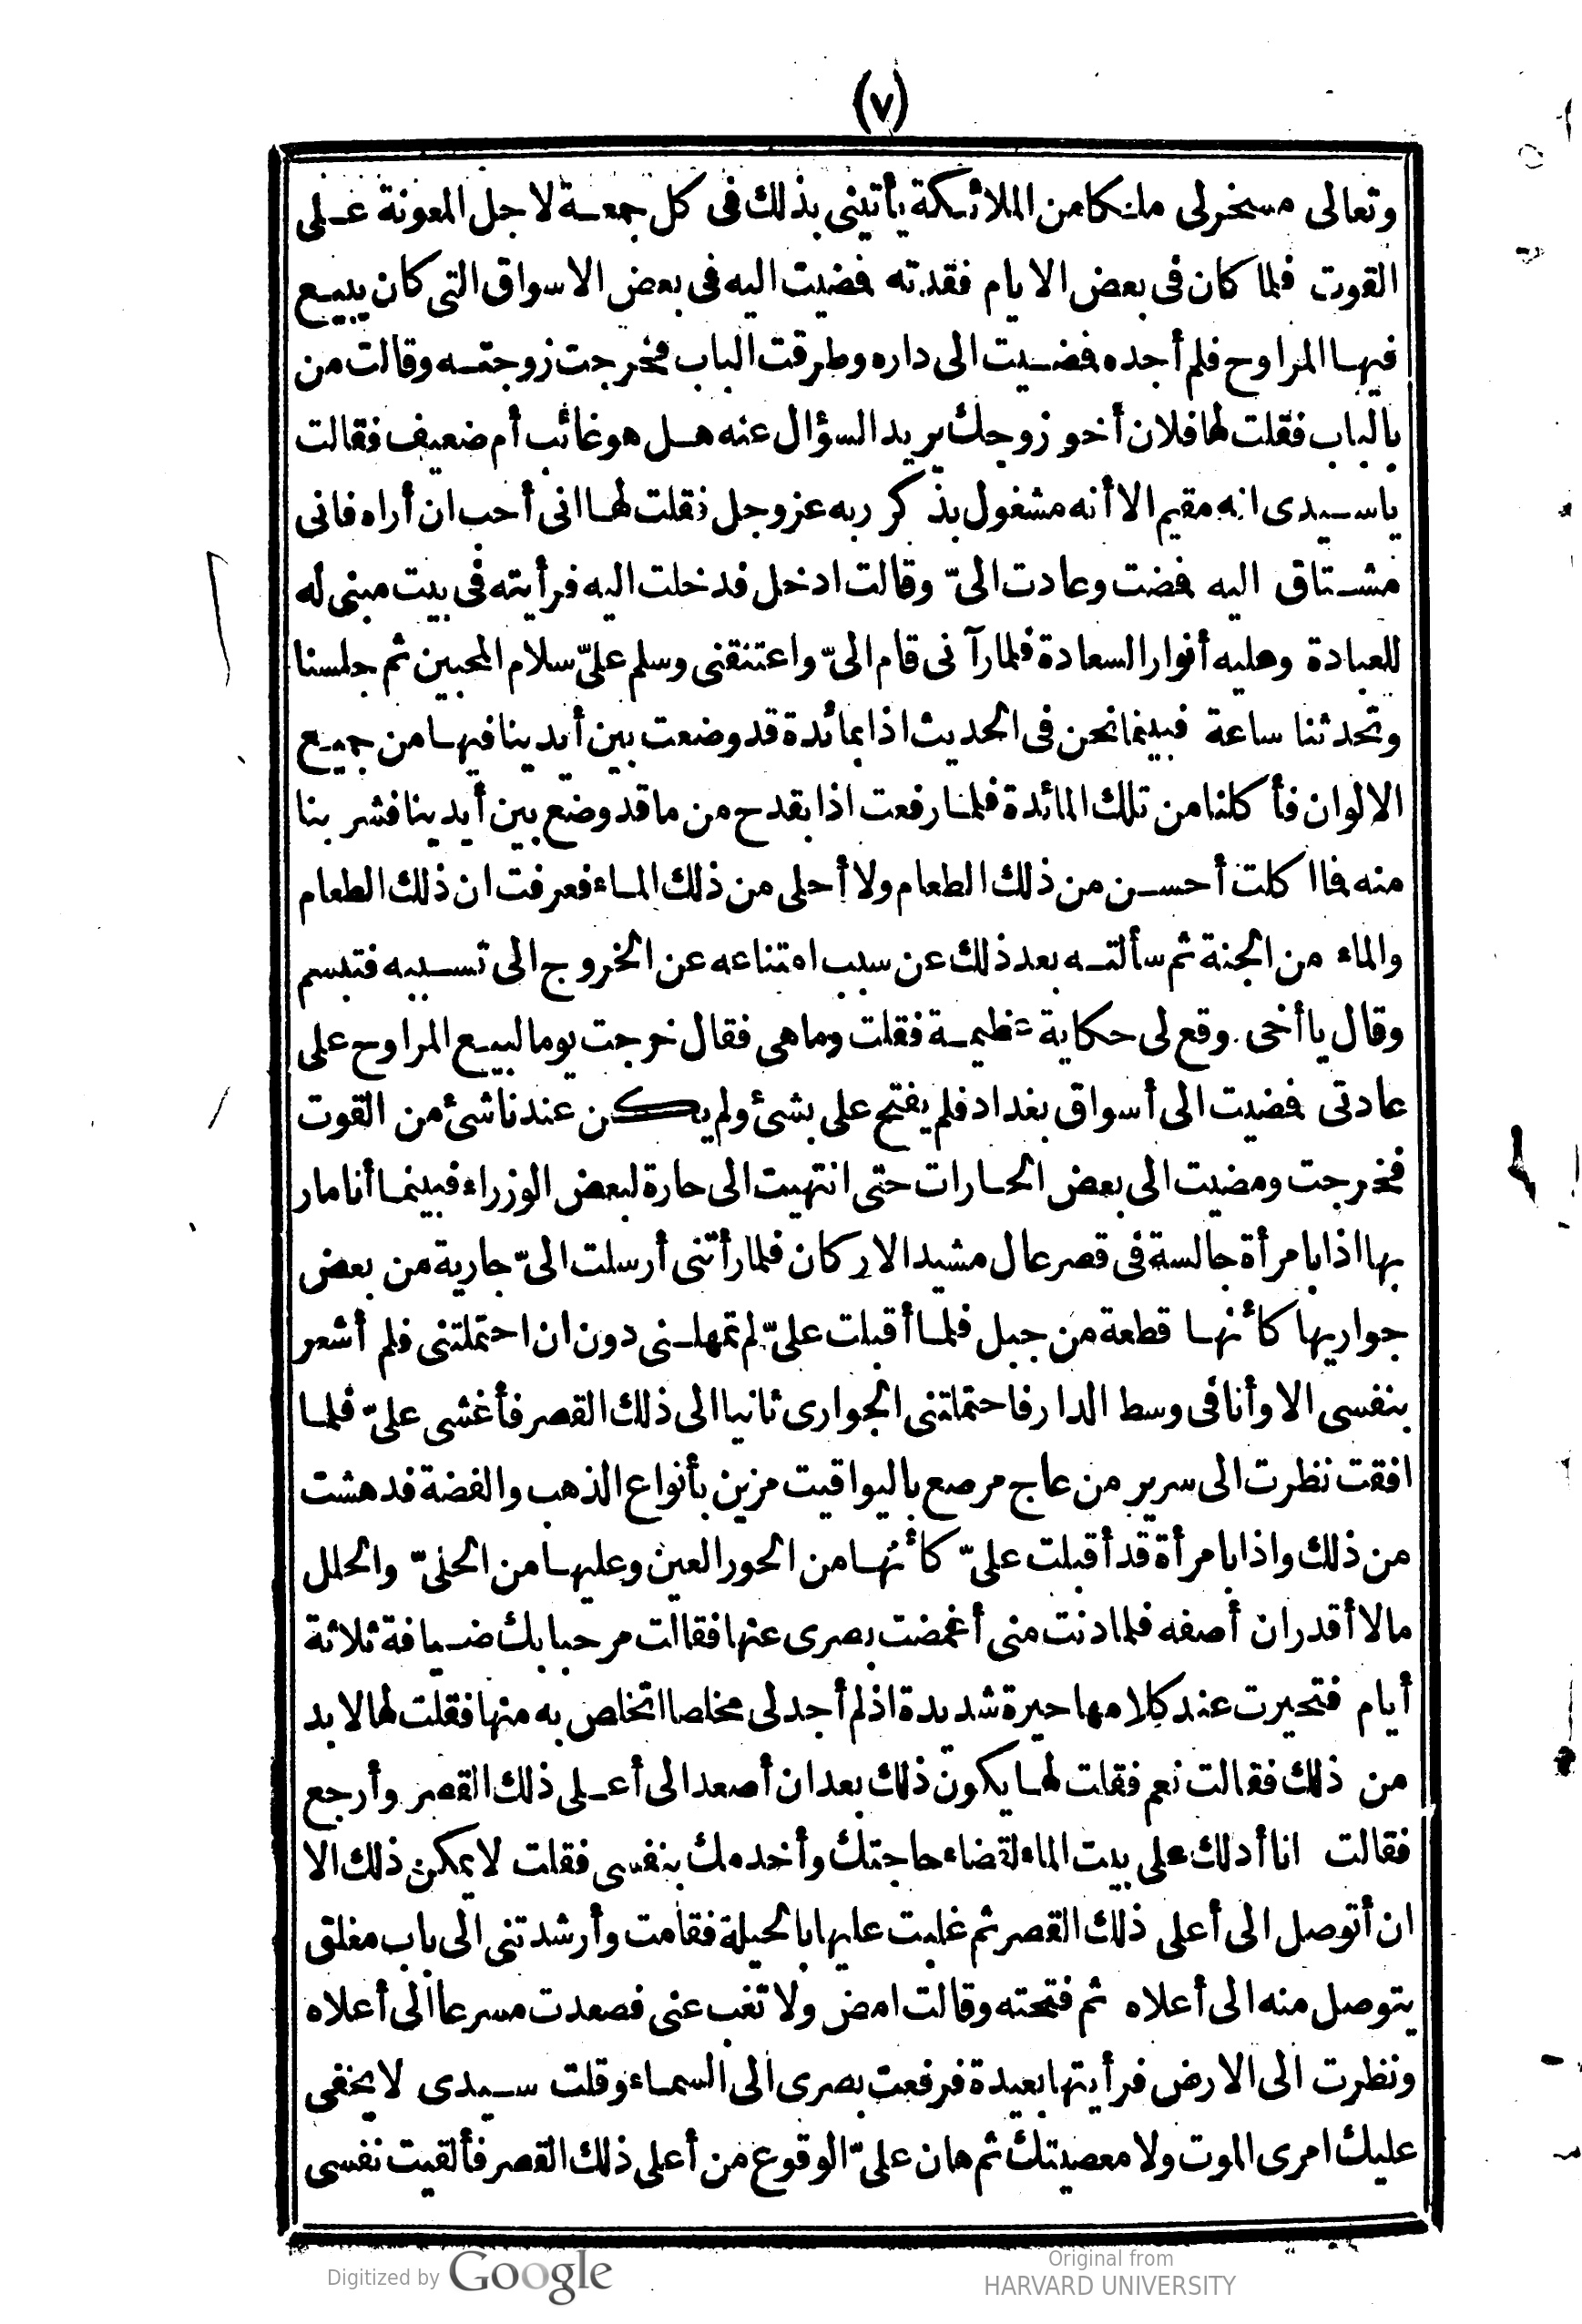 (٧)
وتعالى مسخر لى ملكا من الملائكة يأتينى بذلك فى كل جمعة لاجل المعونة على
القوت فلما كان فى بعض الايام فقدته فمضيت اليه فى بعض الاسواق التى كان يبيع
فيها المراوح فلم أجده فمضيت الى داره وطرقت الباب فخرجت زوجته وقالت من
بالباب فقلت لها فلان أخو زوجك يريد السؤال عنه هل هو غائب أم ضعيف فقالت
ياسيدى انه مقيم الا أنه مشغول بذكر ربه عز وجل فقلت لها انى أحب ان أراه فانى
مشتاق اليه فمضت وعادت الىّ وقالت ادخل فدخلت اليه فرأيته فى بيت مبنى له
للعبادة وعليه أنوار السعادة فلما رآنى قام الىّ واعتنقنى وسلم علىّ سلام المحبين ثم جلسنا
وتحدثنا ساعة فبينما نحن فى الحديث اذا بمائدة قد وضعت بين أيدينا فيها من جميع
الالوان فأكلنا من تلك المائدة فلما رفعت اذا بقدح من ماء قد وضع بين أيدينا فشربنا
منه فما اكلت أحسن من ذلك الطعام ولا أحلى من ذلك الماء فعرفت ان ذلك الطعام
والماء من الجنة ثم سألته بعد ذلك عن سبب امتناعه عن الخروج الى تسببه فتبسم
وقال ياأخى وقع لى حكاية عظيمة فقلت وماهى فقال خرجت يوما لبيع المراوح على
عادتى فمضيت الى أسواق بغداد فلم يفتح على بشئ ولم يكن عندنا شئ من القوت
فخرجت ومضيت الى بعض الحارات حتى انتهيت الى حارة لبعض الوزراء فبينما أنا مار
بها اذا بامرأة جالسة فى قصر عال مشيد الاركان فلما رأتنى أرسلت الىّ جارية من بعض
جواريها كأنها قطعة من جبل فلما أقبلت علىّ لم تمهلنى دون ان احتملتنى فلم أشعر
بنفسى الا وأنا فى وسط الدار فاحتملتنى الجوارى ثانيا الى ذلك القصر فأغشى علىّ فلما
افقت نظرت الى سرير من عاج مرصع باليواقيت مزين بأنواع الذهب والفضة فدهشت
من ذلك واذا بامرأة قد أقبلت علىّ كأنها من الحور العين وعليها من الحلىّ والحلل
مالا أقدر ان أصفه فلما دنت منى أغمضت بصرى عنها فقالت مرحبا بك ضيافة ثلاثة
أيام فتحيرت عند كلامها حيرة شديدة اذ لم أجد لى مخلصا اتخلص به منها فقلت لها لابد
من ذلك فقالت نعم فقلت لها يكون ذلك بعد ان أصعد الى أعلى ذلك القصر وأرجع
فقالت انا أدلك على بيت الماء لقضاء حاجتك وأخدمك بنفسى فقلت لا يمكن ذلك الا
ان أتوصل الى أعلى ذلك القصر ثم غلبت عليها بالحيلة فقامت وأرشدتنى الى باب مغلق
يتوصل منه الى أعلاه ثم فتحته وقالت امض ولا تغب عنى فصعدت مسرعا الى أعلاه
ونظرت الى الارض فرأيتها بعيدة فرفعت بصرى الى السماء وقلت سيدى لا يخفى
عليك امرى الموت ولا معصيتك ثم هان علىّ الوقوع من أعلى ذلك القصر فألقيت نفسى
Digitized by Google
Original from
HARVARD UNIVERSITY